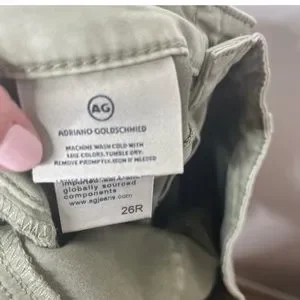 AG
ADRIANO GOLDSCHMIED
MACHINE WASH COLD WITH
LIKE COLORS. TUMBLE DRY.
REMOVE PROMPTLY. IRON IF NEEDED
imported
globally sourced
components
www.agjeans.com
26R